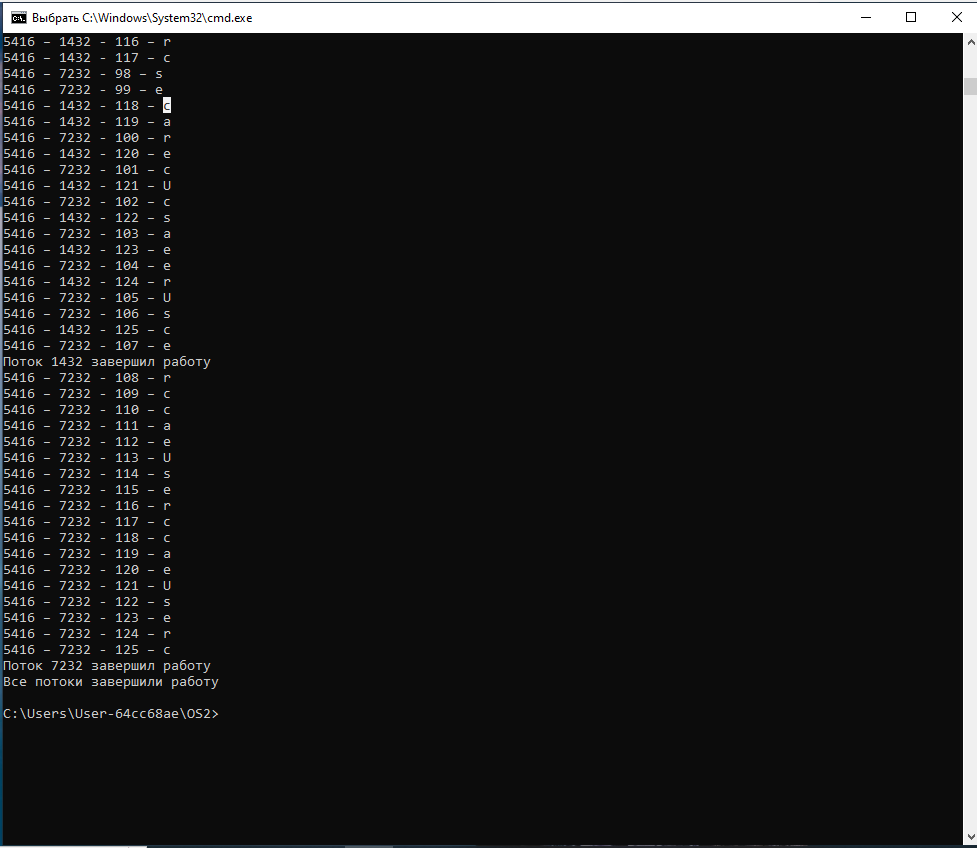 Выбрать C:\Windows\System32\cmd.exe
5416 – 1432 - 116 – r
5416 – 1432 - 117 – c
5416 – 7232 - 98 – s
5416 – 7232 - 99 – e
5416 – 1432 - 118 – c
5416 – 1432 - 119 – a
5416 – 7232 - 100 – r
5416 – 1432 - 120 – e
5416 – 7232 - 101 – c
5416 – 1432 - 121 – U
5416 – 7232 - 102 – c
5416 – 1432 - 122 – s
5416 – 7232 - 103 – a
5416 – 1432 - 123 – e
5416 – 7232 - 104 – e
5416 – 1432 - 124 – r
5416 – 7232 - 105 – U
5416 – 7232 - 106 – s
5416 – 1432 - 125 – c
5416 – 7232 - 107 – e
Поток 1432 завершил работу
5416 – 7232 - 108 – r
5416 – 7232 - 109 – c
5416 – 7232 - 110 – c
5416 – 7232 - 111 – a
5416 – 7232 - 112 – e
5416 – 7232 - 113 – U
5416 – 7232 - 114 – s
5416 – 7232 - 115 – e
5416 – 7232 - 116 – r
5416 – 7232 - 117 – c
5416 – 7232 - 118 – c
5416 – 7232 - 119 – a
5416 – 7232 - 120 – e
5416 – 7232 - 121 – U
5416 – 7232 - 122 – s
5416 – 7232 - 123 – e
5416 – 7232 - 124 – r
5416 – 7232 - 125 – c
Поток 7232 завершил работу
Все потоки завершили работу
C:\Users\User-64cc68ae\OS2>